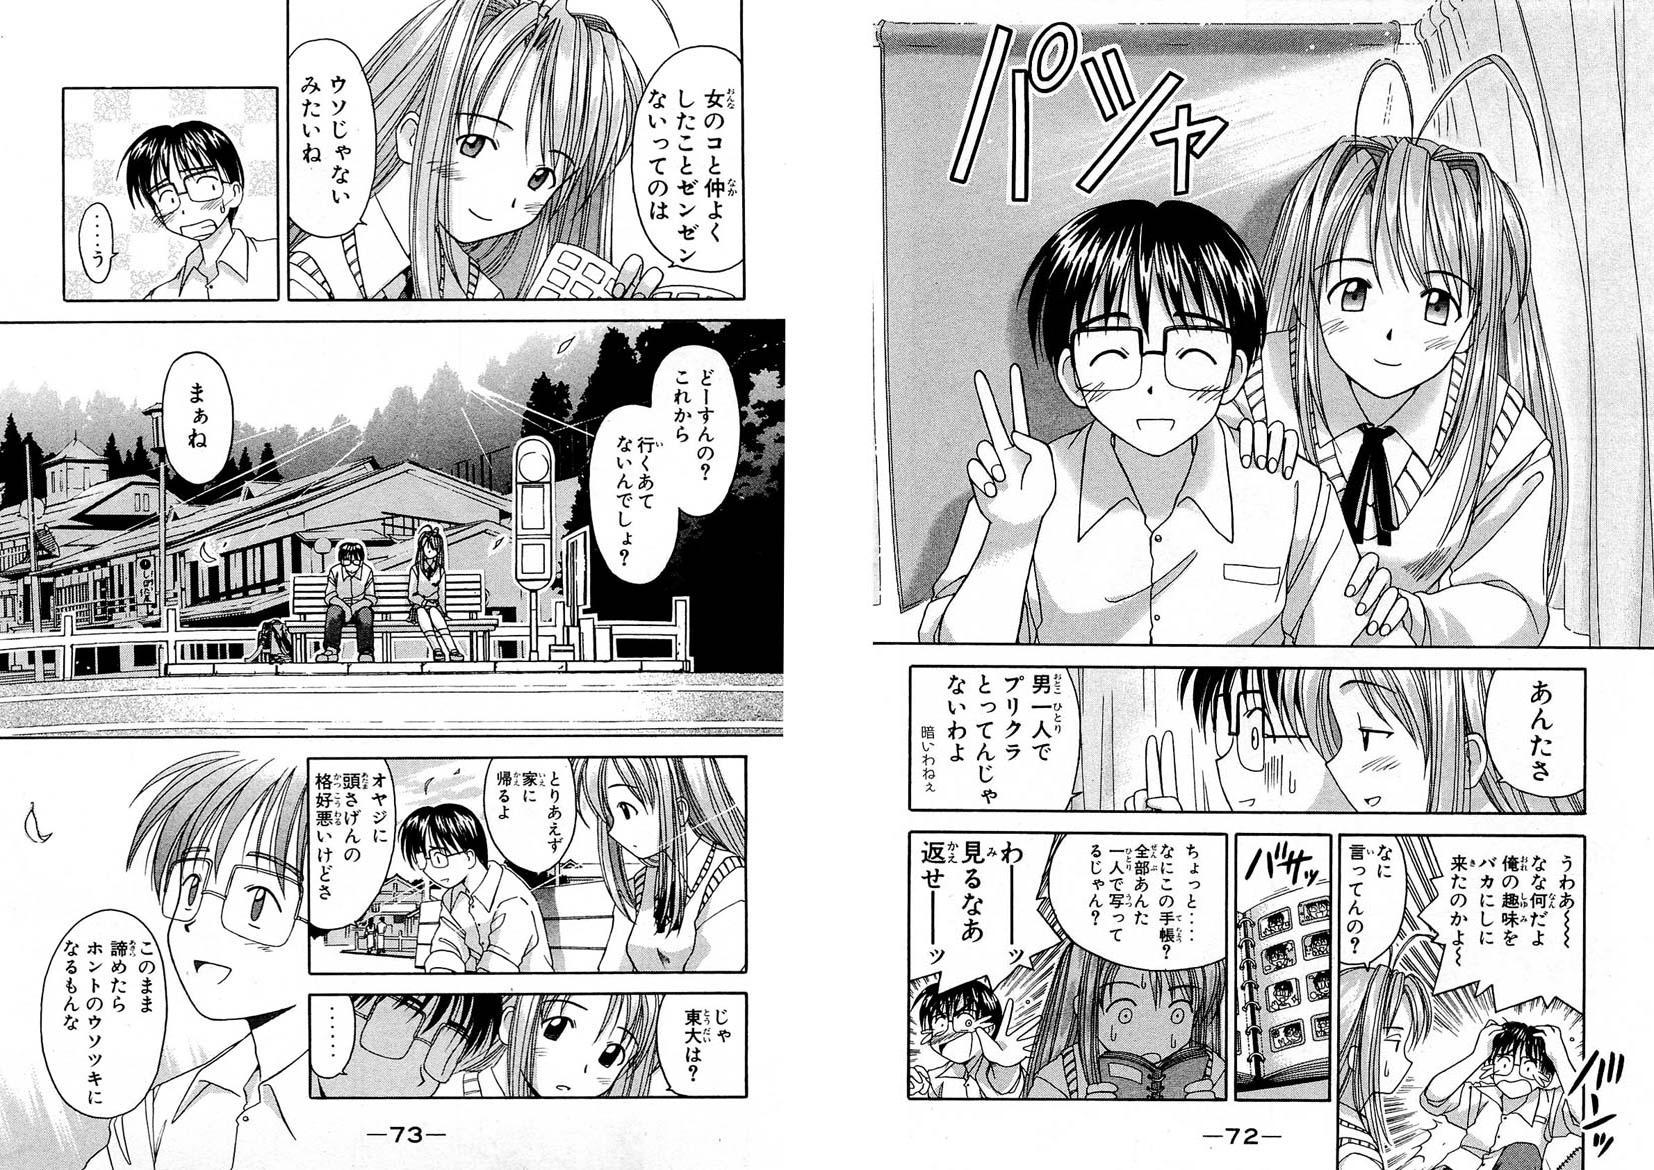 パシャ
あんたさ
男一人で
プリクラ
とってんじゃ
ないわよ
暗いわねぇ
うわあ〜〜
なな何だよ
俺の趣味を
バカにしに
来たのかよ〜
なに
言ってんの?
バサッ
ちょっと‥‥
なにこの手帳?
全部あんた
一人で写って
るじゃん?
わーーッ
見るなあ
返せーーッ
―72―
女のコと仲よく
したことゼンゼン
ないってのは
ウソじゃない
みたいね
‥‥‥う
どーすんの?
これから
行くあて
ないんでしょ?
まぁね
とりあえず
家に
帰るよ
オヤジに
頭さげんの
格好悪いけどさ
じゃ
東大は?
‥‥‥
このまま
諦めたら
ホントのウソツキに
なるもんな
―73―